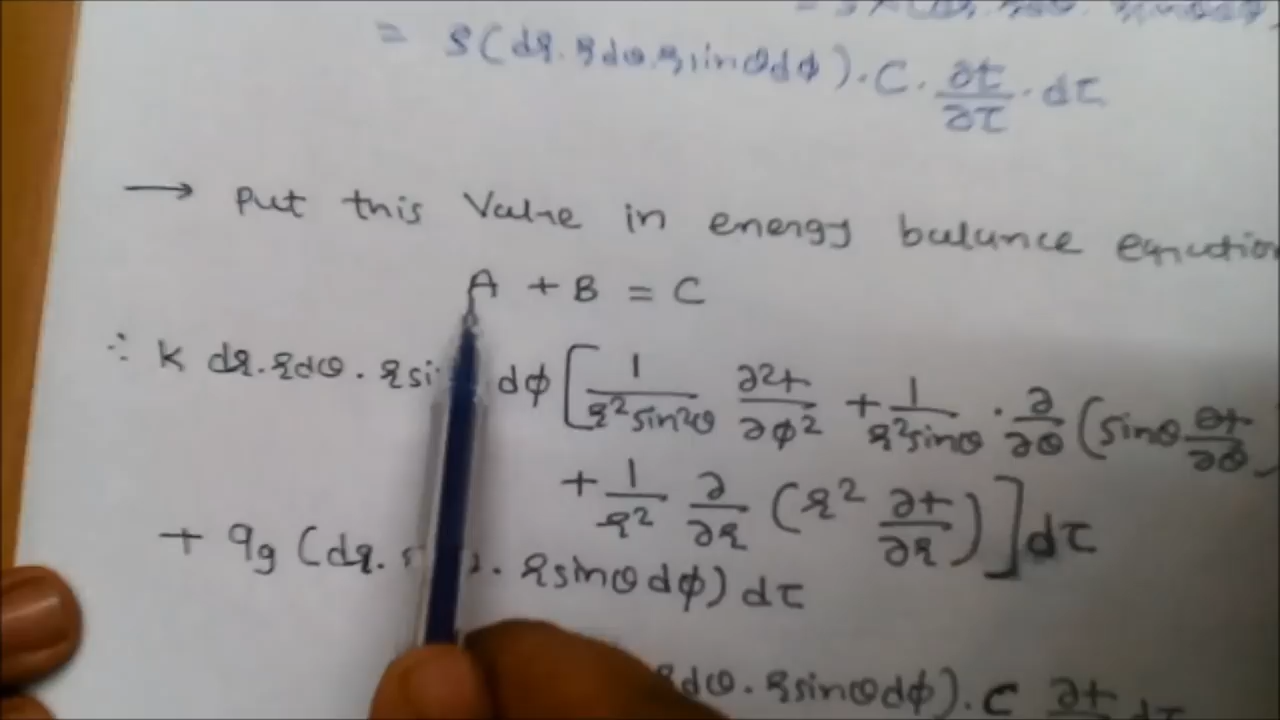 = ρ(dr.rdθ.rsinθdϕ).C.∂t/∂τ.dτ
→ Put this Value in energy balance equation
A + B = C
∴ K dr.rdθ.rsi dϕ[1/r²sin²θ ∂²t/∂ϕ² + 1/r²sinθ . ∂/∂θ (sinθ ∂t/∂θ)
+ 1/r² ∂/∂r (r² ∂t/∂r)]dτ
+ qg (dr. . rsinθdϕ) dτ
rdθ.rsinθdϕ).C ∂t dτ